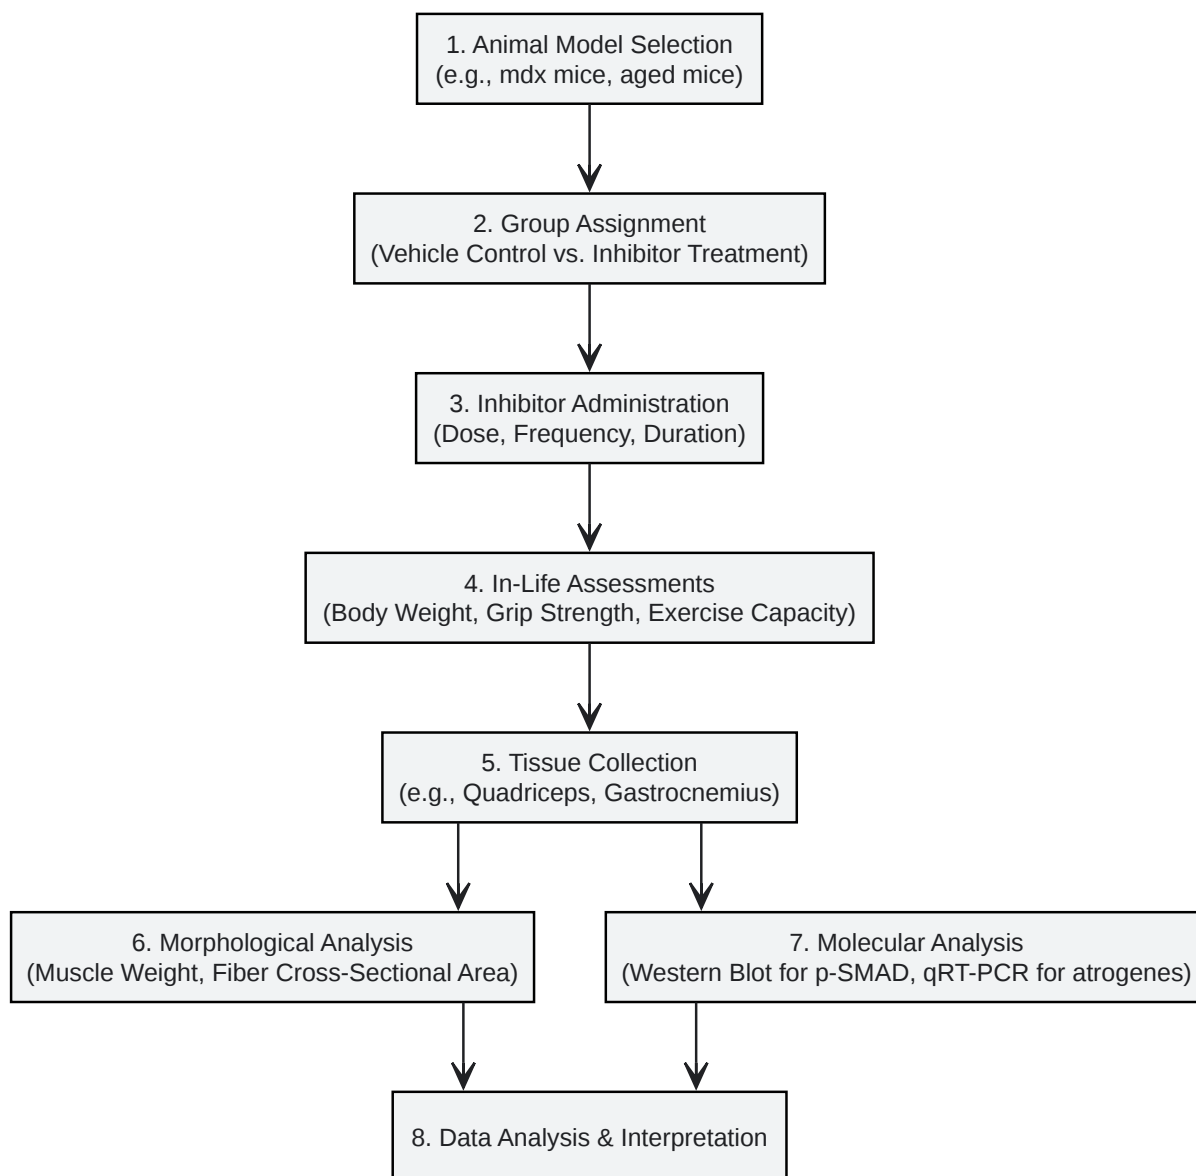 1. Animal Model Selection
(e.g., mdx mice, aged mice)
2. Group Assignment
(Vehicle Control vs. Inhibitor Treatment)
3. Inhibitor Administration
(Dose, Frequency, Duration)
4. In-Life Assessments
(Body Weight, Grip Strength, Exercise Capacity)
5. Tissue Collection
(e.g., Quadriceps, Gastrocnemius)
6. Morphological Analysis
(Muscle Weight, Fiber Cross-Sectional Area)
7. Molecular Analysis
(Western Blot for p-SMAD, qRT-PCR for atrogenes)
8. Data Analysis & Interpretation